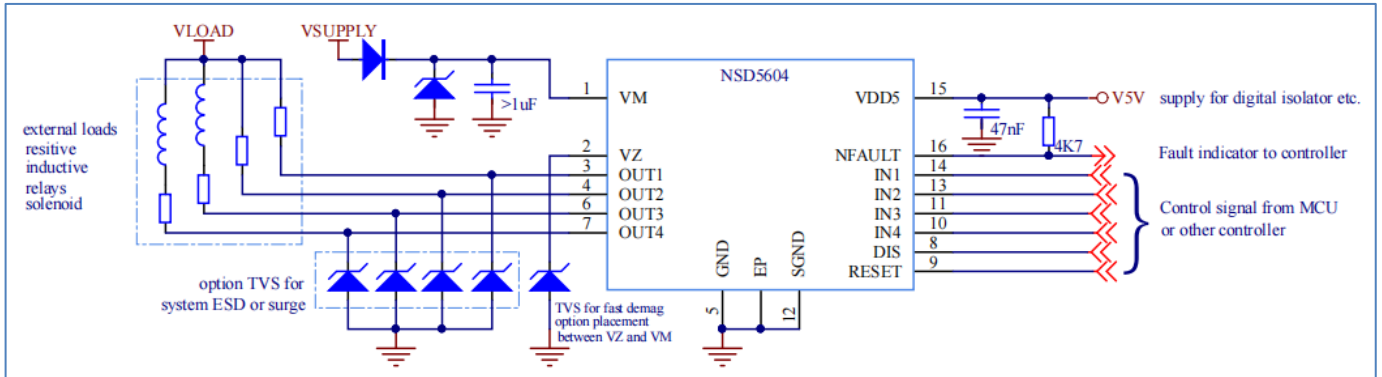 VLOAD
VSUPPLY
>1uF
external loads
resitive
inductive
relays
solenoid
option TVS for
system ESD or surge
TVS for fast demag
option placement
between VZ and VM
NSD5604
1 VM
2 VZ
3 OUT1
4 OUT2
6 OUT3
7 OUT4
GND 5
EP
SGND 12
VDD5 15
NFAULT 16
IN1 14
IN2 13
IN3 11
IN4 10
DIS 8
RESET 9
47nF
4K7
V5V
supply for digital isolator etc.
Fault indicator to controller
Control signal from MCU
or other controller